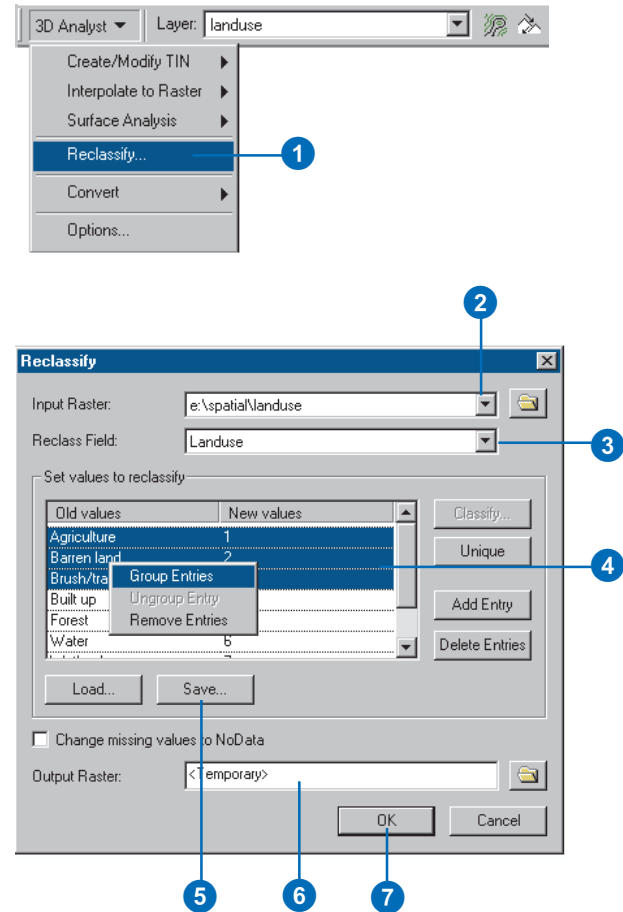 3D Analyst Layer: landuse
Create/Modify TIN
Interpolate to Raster
Surface Analysis
Reclassify... 1
Convert
Options...
2
Reclassify
Input Raster: e:\spatial\landuse
Reclass Field: Landuse 3
Set values to reclassify
Old values New values Classify...
Agriculture 1
Barren land 2 Unique
Group Entries 4
Built up Ungroup Entry Add Entry
Forest Remove Entries
Water 6 Delete Entries
Load... Save...
Change missing values to NoData
Output Raster: <Temporary>
OK Cancel
5 6 7